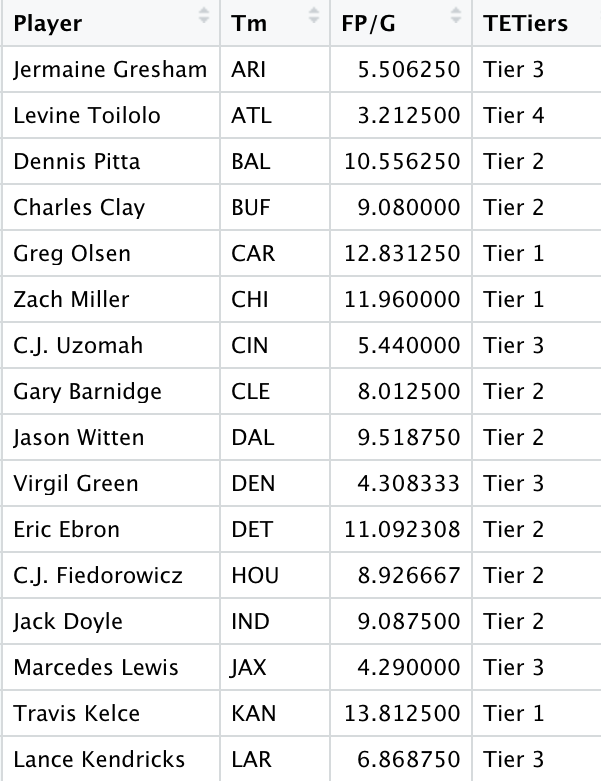 Player Tm FP/G TETiers
Jermaine Gresham ARI 5.506250 Tier 3
Levine Toilolo ATL 3.212500 Tier 4
Dennis Pitta BAL 10.556250 Tier 2
Charles Clay BUF 9.080000 Tier 2
Greg Olsen CAR 12.831250 Tier 1
Zach Miller CHI 11.960000 Tier 1
C.J. Uzomah CIN 5.440000 Tier 3
Gary Barnidge CLE 8.012500 Tier 2
Jason Witten DAL 9.518750 Tier 2
Virgil Green DEN 4.308333 Tier 3
Eric Ebron DET 11.092308 Tier 2
C.J. Fiedorowicz HOU 8.926667 Tier 2
Jack Doyle IND 9.087500 Tier 2
Marcedes Lewis JAX 4.290000 Tier 3
Travis Kelce KAN 13.812500 Tier 1
Lance Kendricks LAR 6.868750 Tier 3